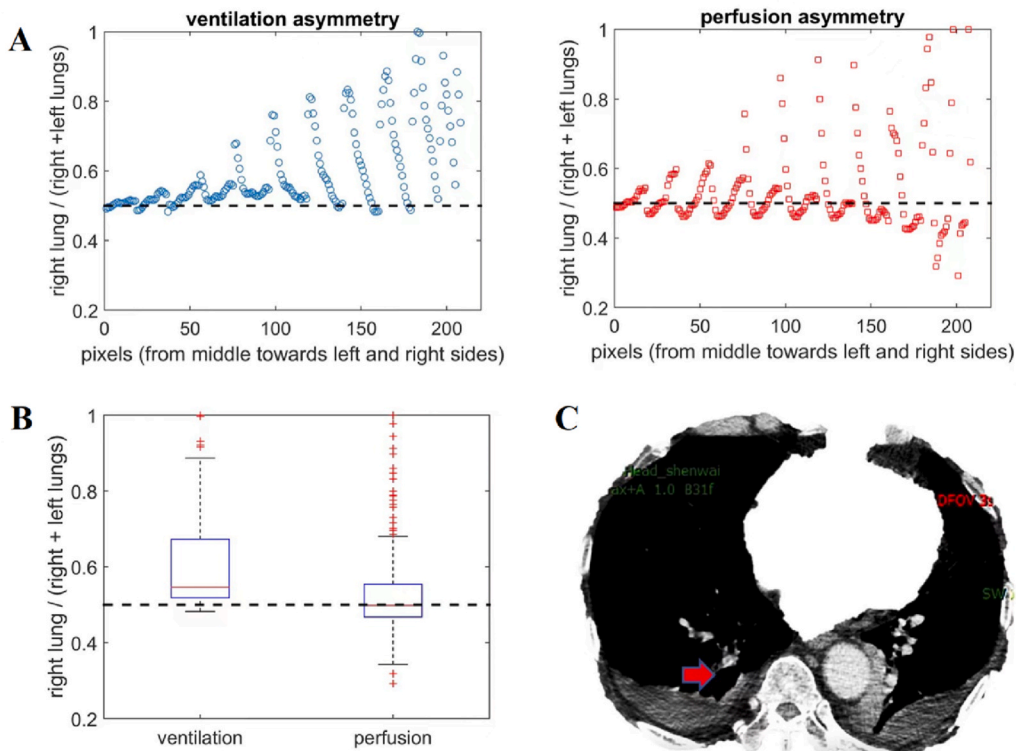 A
ventilation asymmetry
right lung / (right +left lungs)
1
0.8
0.6
0.4
0.2
0 50 100 150 200
pixels (from middle towards left and right sides)
perfusion asymmetry
right lung / (right + left lungs)
1
0.8
0.6
0.4
0.2
0 50 100 150 200
pixels (from middle towards left and right sides)
B
right lung / (right + left lungs)
1
0.8
0.6
0.4
0.2
ventilation perfusion
C
Head_shenwai
ax+A 1.0 B31f
DFOV 3